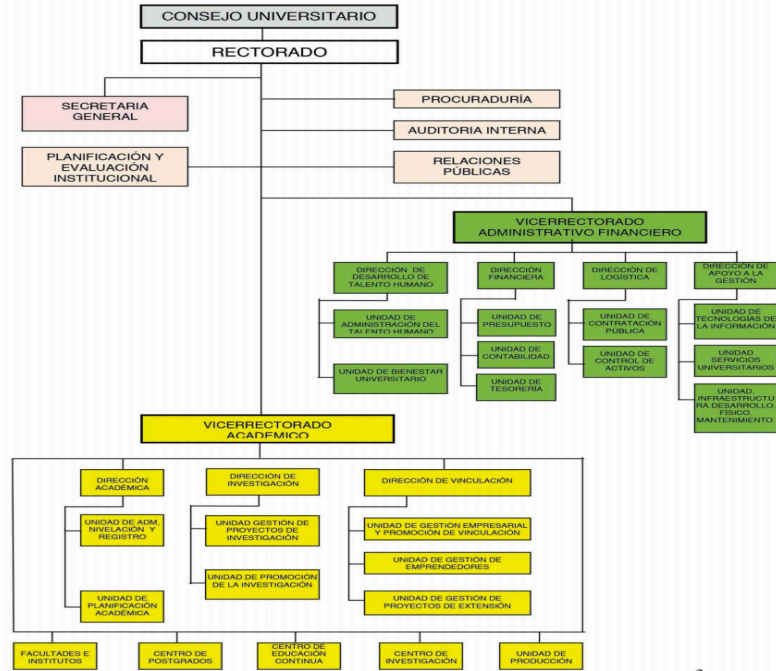 CONSEJO UNIVERSITARIO
RECTORADO
SECRETARIA
GENERAL
PROCURADURÍA
AUDITORIA INTERNA
PLANIFICACIÓN Y
EVALUACIÓN
INSTITUCIONAL
RELACIONES
PÚBLICAS
VICERRECTORADO
ADMINISTRATIVO FINANCIERO
DIRECCIÓN DE
DESARROLLO DE
TALENTO HUMANO
DIRECCIÓN
FINANCIERA
DIRECCIÓN DE
LOGÍSTICA
DIRECCIÓN DE
APOYO A LA
GESTIÓN
UNIDAD DE
ADMINISTRACIÓN DEL
TALENTO HUMANO
UNIDAD DE
PRESUPUESTO
UNIDAD DE
CONTRATACIÓN
PÚBLICA
UNIDAD DE
TECNOLOGÍAS DE
LA INFORMACIÓN
UNIDAD DE BIENESTAR
UNIVERSITARIO
UNIDAD DE
CONTABILIDAD
UNIDAD DE
CONTROL DE
ACTIVOS
UNIDAD
SERVICIOS
UNIVERSITARIOS
UNIDAD DE
TESORERÍA
UNIDAD
INFRAESTRUCTU
RA.DESARROLLO.
FÍSICO.
MANTENIMIENTO.
VICERRECTORADO
ACADÉMICO
DIRECCIÓN
ACADÉMICA
DIRECCIÓN DE
INVESTIGACIÓN
DIRECCIÓN DE VINCULACIÓN
UNIDAD DE ADM,
NIVELACIÓN Y
REGISTRO
UNIDAD GESTIÓN DE
PROYECTOS DE
INVESTIGACIÓN
UNIDAD DE GESTIÓN EMPRESARIAL
Y PROMOCIÓN DE VINCULACIÓN
UNIDAD DE GESTIÓN DE
EMPRENDEDORES
UNIDAD DE PROMOCIÓN
DE LA INVESTIGACIÓN
UNIDAD DE
PLANIFICACIÓN
ACADÉMICA
UNIDAD DE GESTIÓN DE
PROYECTOS DE EXTENSIÓN
FACULTADES E
INSTITUTOS
CENTRO DE
POSTGRADOS
CENTRO DE
EDUCACIÓN
CONTINUA
CENTRO DE
INVESTIGACIÓN
UNIDAD DE
PRODUCCIÓN